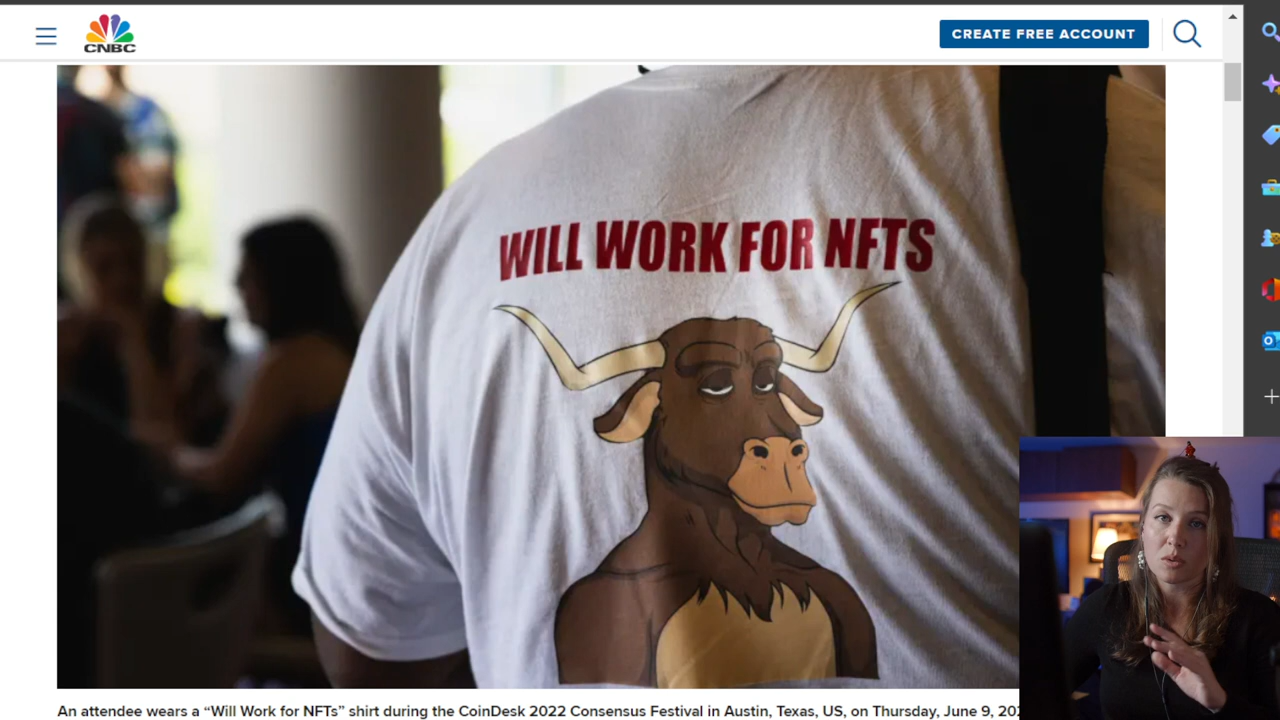 CNBC
CREATE FREE ACCOUNT
WILL WORK FOR NFTS
An attendee wears a “Will Work for NFTs” shirt during the CoinDesk 2022 Consensus Festival in Austin, Texas, US, on Thursday, June 9,